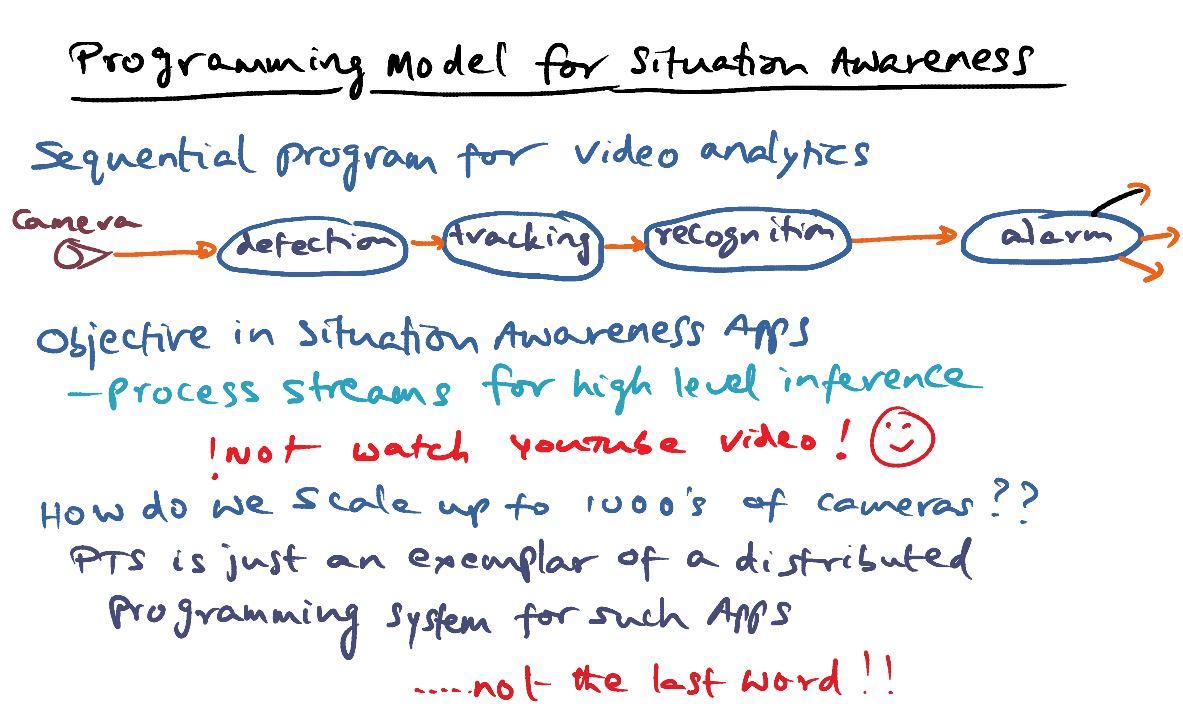 Programming Model for Situation Awareness
Sequential program for video analytics
Camera
detection tracking recognition alarm
Objective in Situation Awareness Apps
- Process streams for high level inference
! Not watch YouTube video!
How do we scale up to 1000's of cameras??
PTS is just an exemplar of a distributed
Programming system for such Apps
.....not the last word!!